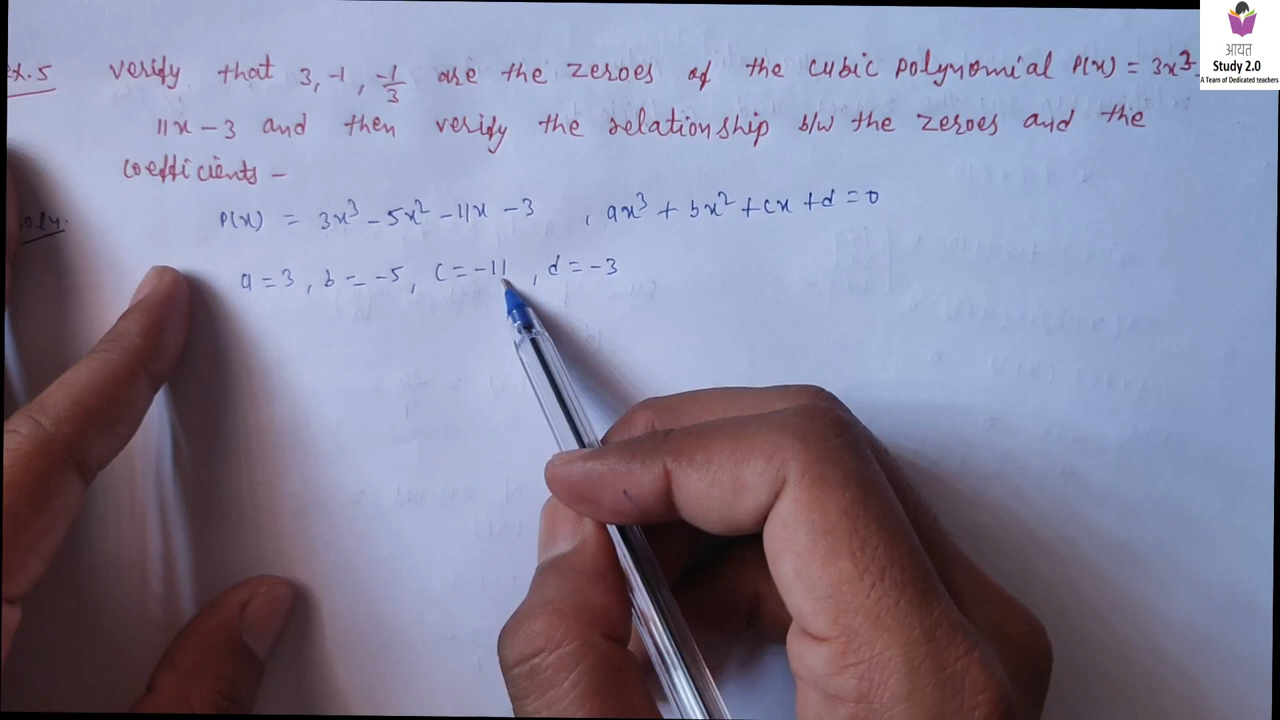 ex.5 verify that 3, -1, -1/3 are the zeroes of the cubic polynomial P(x) = 3x³-
11x - 3 and then verify the relationship b/w the zeroes and the
coefficients -
P(x) = 3x³ - 5x² - 11x - 3 , ax³ + bx² + cx + d = 0
a = 3, b = -5, c = -11, d = -3
आयत
Study 2.0
A Team of Dedicated teachers